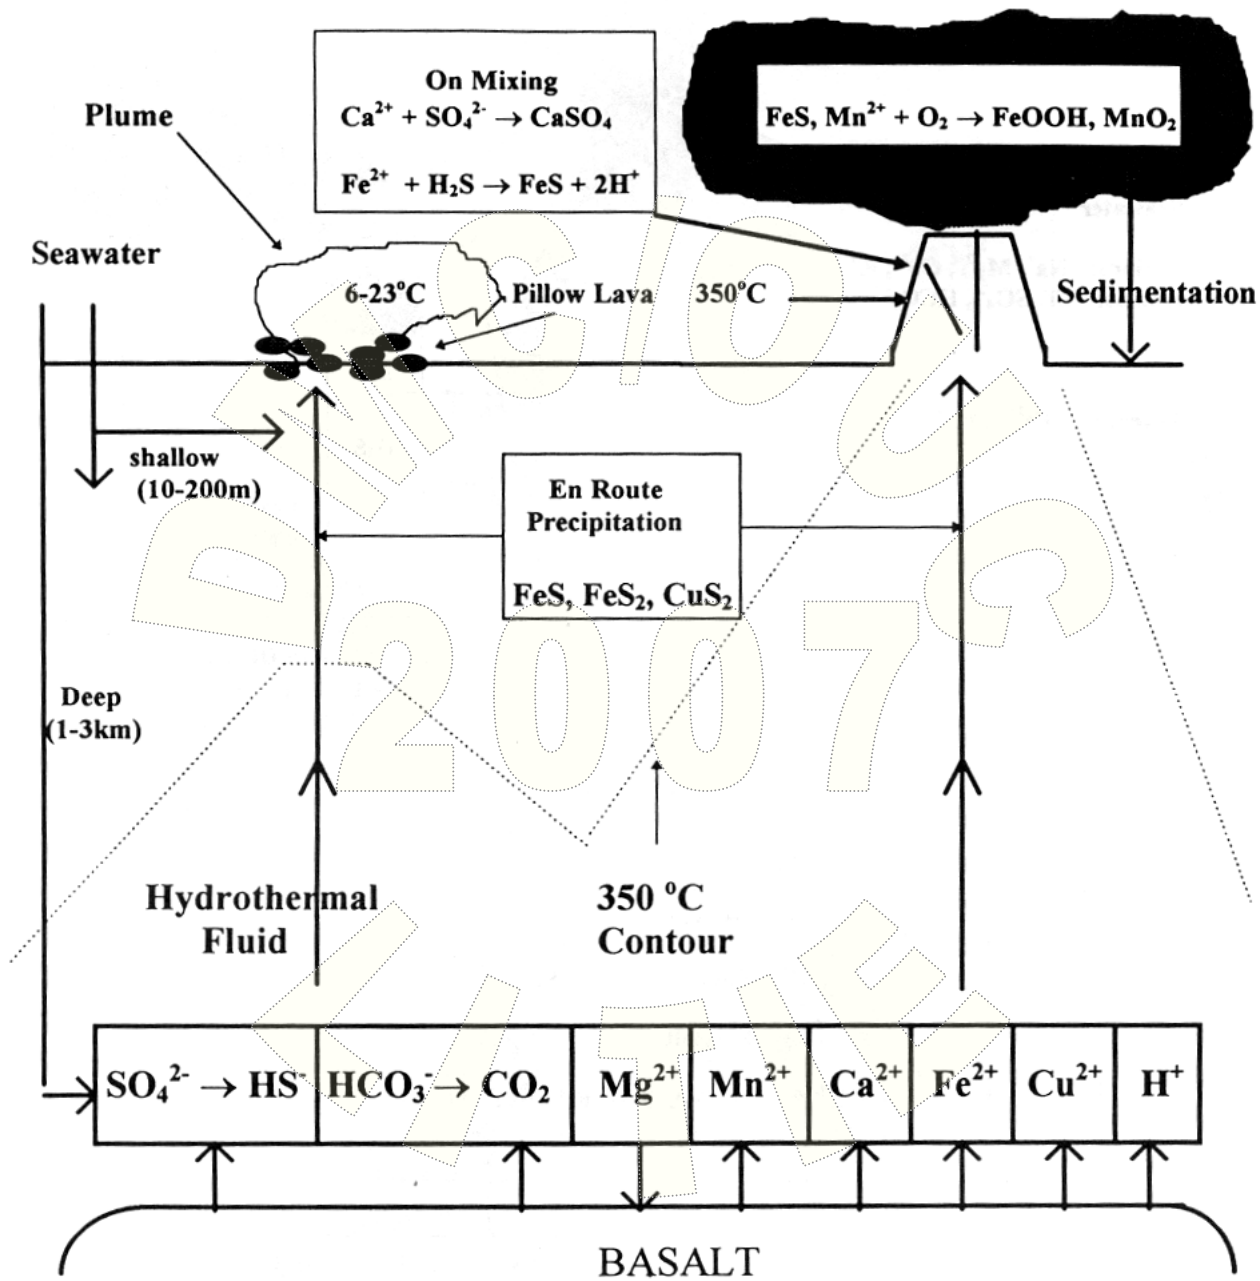 On Mixing
Ca²⁺ + SO₄²⁻ → CaSO₄
Fe²⁺ + H₂S → FeS + 2H⁺
FeS, Mn²⁺ + O₂ → FeOOH, MnO₂
Plume
Seawater
6-23°C
Pillow Lava
350°C
Sedimentation
shallow
(10-200m)
En Route
Precipitation
FeS, FeS₂, CuS₂
Deep
(1-3km)
Hydrothermal
Fluid
350 °C
Contour
SO₄²⁻ → HS⁻
HCO₃⁻ → CO₂
Mg²⁺
Mn²⁺
Ca²⁺
Fe²⁺
Cu²⁺
H⁺
BASALT
DMC/OUC
2007
LITE